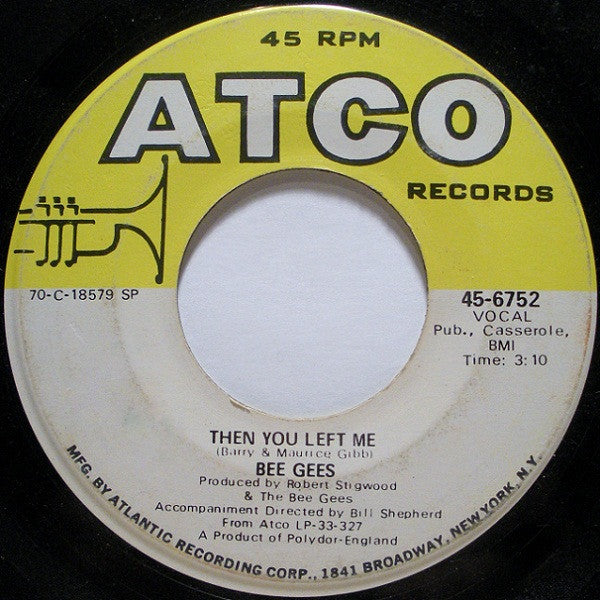 45 RPM
ATCO
RECORDS
70-C-18579 SP
45-6752
VOCAL
Pub., Casserole,
BMI
Time: 3:10
THEN YOU LEFT ME
(Barry & Maurice Gibb)
BEE GEES
Produced by Robert Stigwood
& The Bee Gees
Accompaniment Directed by Bill Shepherd
From Atco LP-33-327
A Product of Polydor-England
MFG. BY ATLANTIC RECORDING CORP., 1841 BROADWAY, NEW YORK, N.Y.